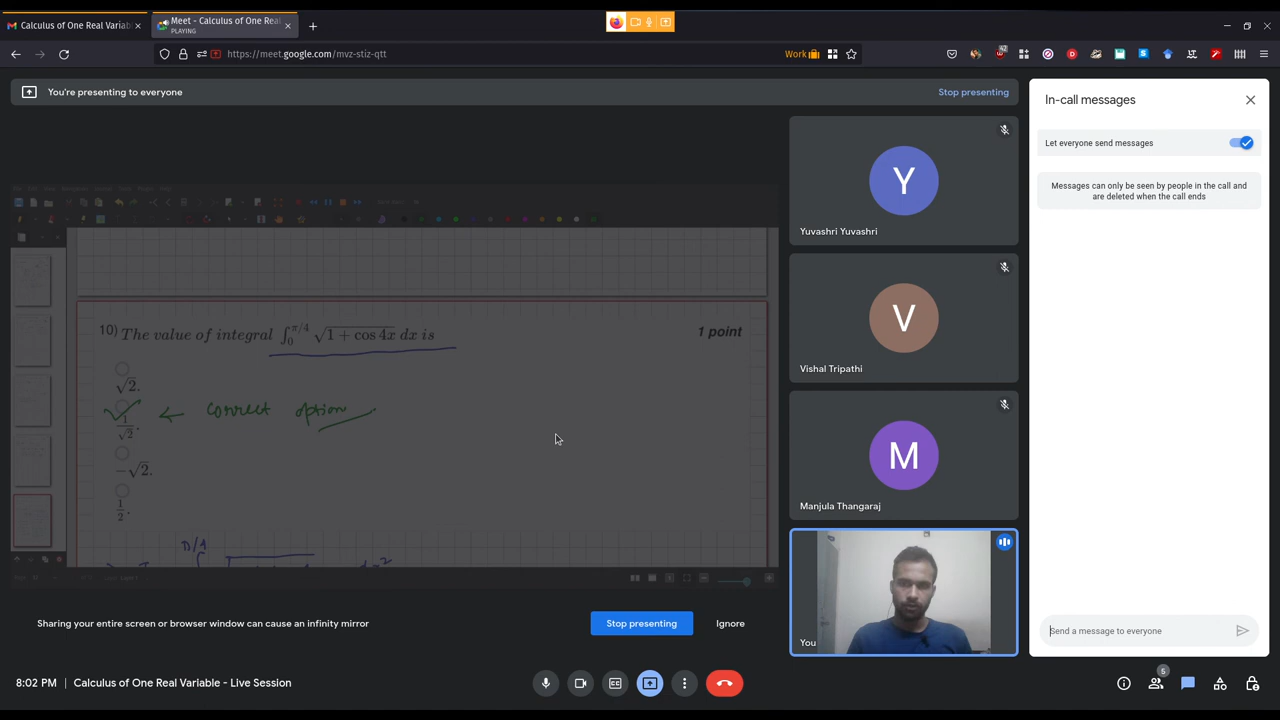 Calculus of One Real Variab
Meet - Calculus of One Real
PLAYING
https://meet.google.com/mvz-stiz-qtt
Work
You're presenting to everyone
Stop presenting
10) The value of integral ∫₀^{π/4} √(1 + cos 4x) dx is
1 point
√2.
1/√2.
← correct option
−√2.
1/2.
π/4
Sharing your entire screen or browser window can cause an infinity mirror
Stop presenting
Ignore
Y
Yuvashri Yuvashri
V
Vishal Tripathi
M
Manjula Thangaraj
You
In-call messages
Let everyone send messages
Messages can only be seen by people in the call and
are deleted when the call ends
Send a message to everyone
8:02 PM | Calculus of One Real Variable - Live Session
5